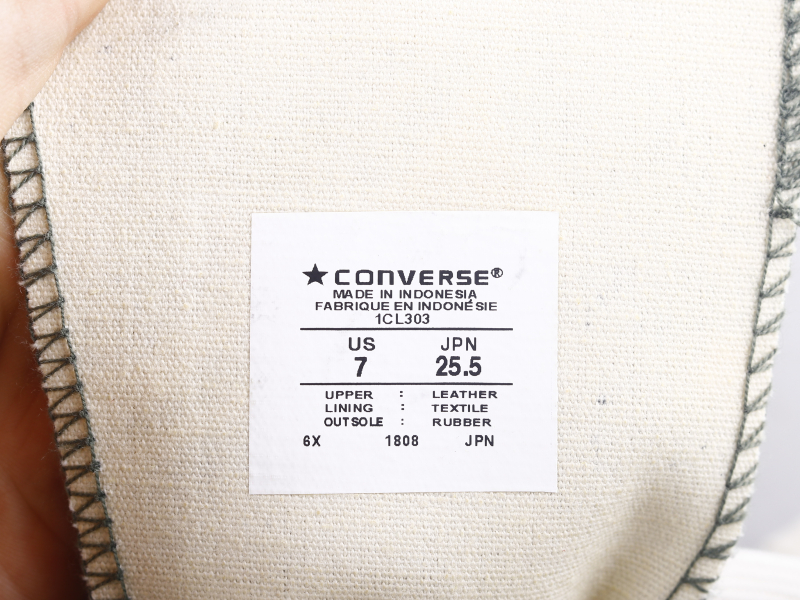 ★CONVERSE®
MADE IN INDONESIA
FABRIQUE EN INDONÉSIE
1CL303
US JPN
7 25.5
UPPER : LEATHER
LINING : TEXTILE
OUTSOLE : RUBBER
6X 1808 JPN